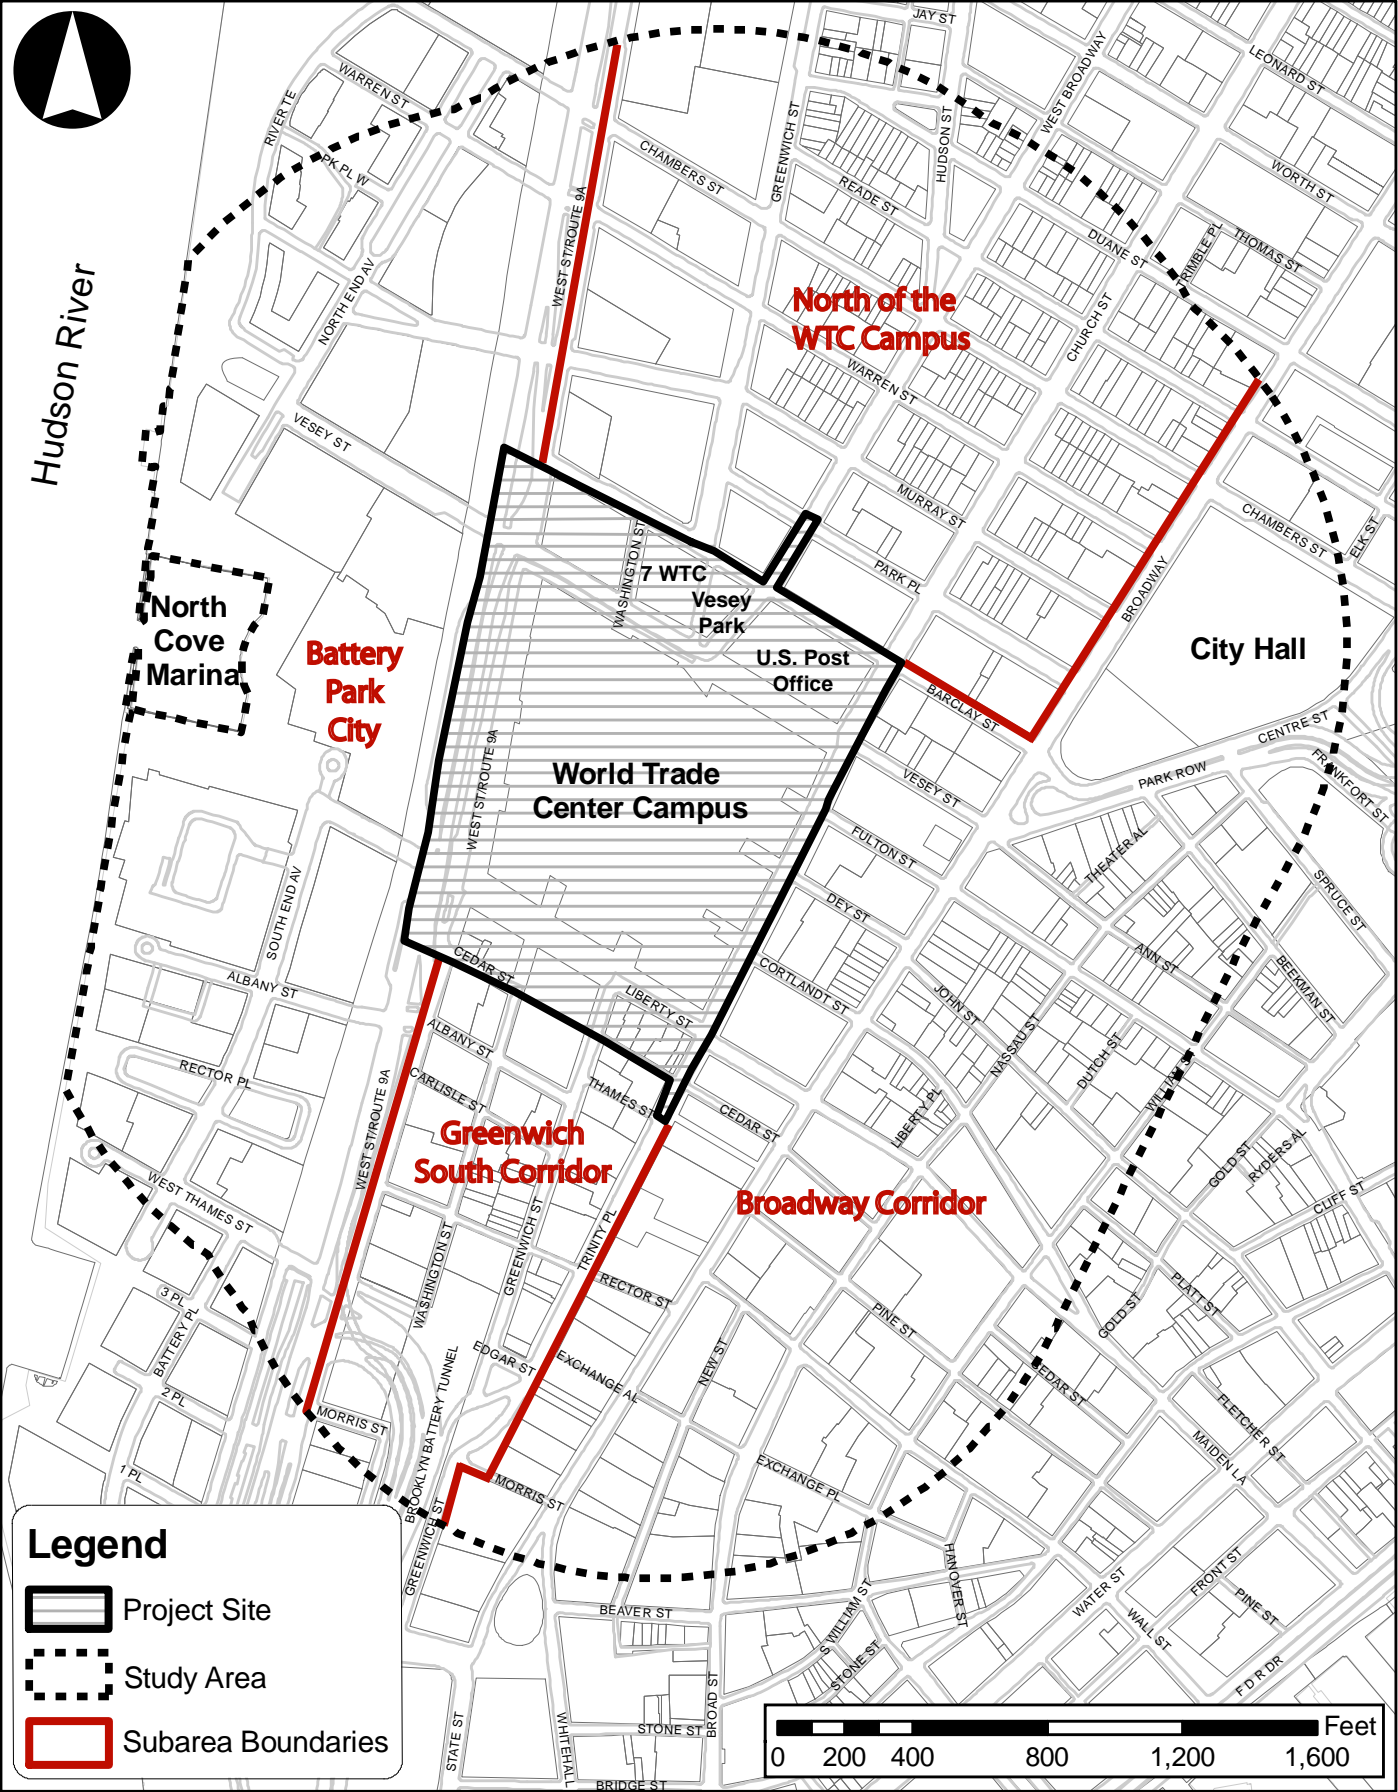 JAY ST
LEONARD ST
WEST BROADWAY
WARREN ST
RIVER TE
PK PL W
GREENWICH ST
HUDSON ST
CHAMBERS ST
READE ST
WORTH ST
WEST ST/ROUTE 9A
DUANE ST
TRIMBLE PL
THOMAS ST
Hudson River
NORTH END AV
North of the
WTC Campus
CHURCH ST
WARREN ST
VESEY ST
MURRAY ST
CHAMBERS ST
ELK ST
WASHINGTON ST
PARK PL
BROADWAY
7 WTC
Vesey
Park
North
Cove
Marina
Battery
Park
City
U.S. Post
Office
City Hall
BARCLAY ST
CENTRE ST
PARK ROW
FRANKFORT ST
WEST ST/ROUTE 9A
World Trade
Center Campus
VESEY ST
FULTON ST
THEATER AL
SPRUCE ST
DEY ST
SOUTH END AV
ANN ST
BEEKMAN ST
CEDAR ST
CORTLANDT ST
ALBANY ST
LIBERTY ST
JOHN ST
NASSAU ST
DUTCH ST
WILLIAM ST
ALBANY ST
RECTOR PL
CARLISLE ST
THAMES ST
CEDAR ST
LIBERTY PL
WEST ST/ROUTE 9A
Greenwich
South Corridor
GOLD ST
RYDERS AL
CLIFF ST
Broadway Corridor
WEST THAMES ST
WASHINGTON ST
GREENWICH ST
TRINITY PL
RECTOR ST
PLATT ST
3 PL
BATTERY PL
PINE ST
GOLD ST
EDGAR ST
EXCHANGE AL
NEW ST
CEDAR ST
2 PL
MORRIS ST
BROOKLYN BATTERY TUNNEL
FLETCHER ST
MAIDEN LA
1 PL
MORRIS ST
EXCHANGE PL
GREENWICH ST
HANOVER ST
WATER ST
FRONT ST
PINE ST
WALL ST
BEAVER ST
S WILLIAM ST
STONE ST
F D R DR
STATE ST
WHITEHALL
STONE ST
BROAD ST
BRIDGE ST
Legend
Project Site
Study Area
Subarea Boundaries
Feet
0 200 400 800 1,200 1,600